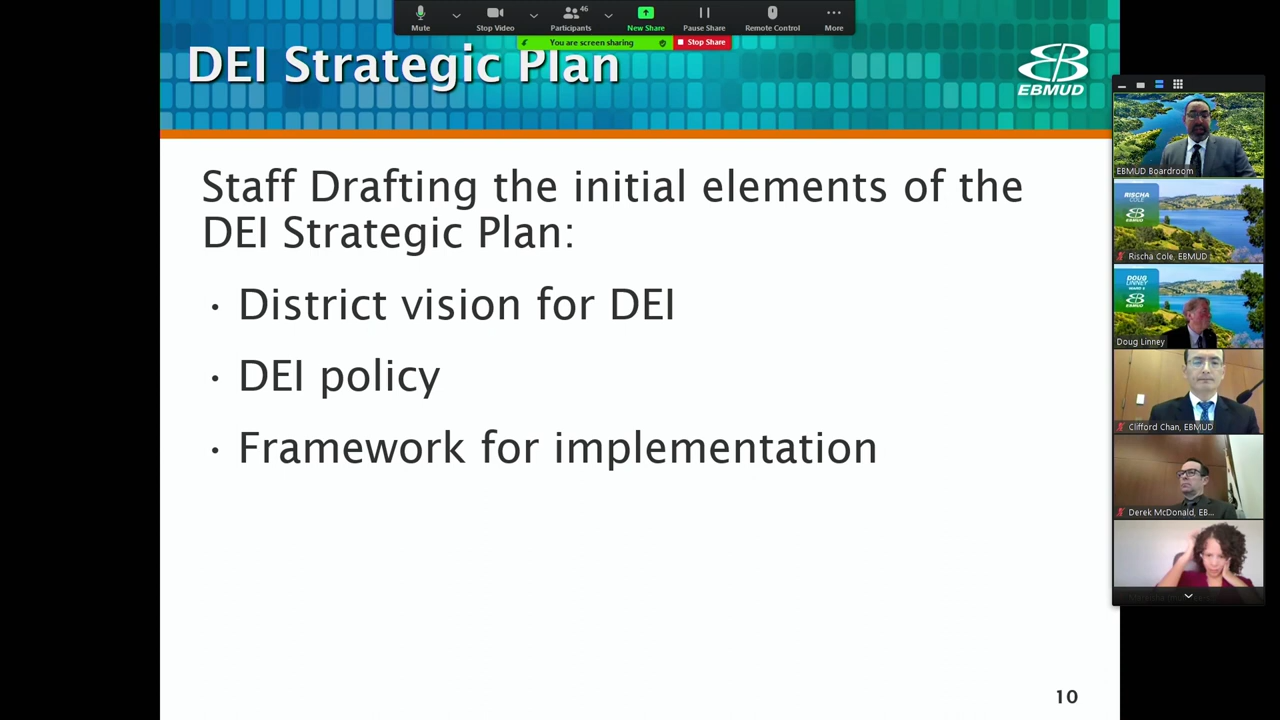 46
Mute
Stop Video
Participants
New Share
Pause Share
Remote Control
More
You are screen sharing
Stop Share
DEI Strategic Plan
EBMUD
Staff Drafting the initial elements of the
DEI Strategic Plan:
• District vision for DEI
• DEI policy
• Framework for implementation
10
EBMUD Boardroom
RISCHA
COLE
Rischa Cole, EBMUD
DOUG
LINNEY
WARD 5
Doug Linney
Clifford Chan, EBMUD
Derek McDonald, EB...